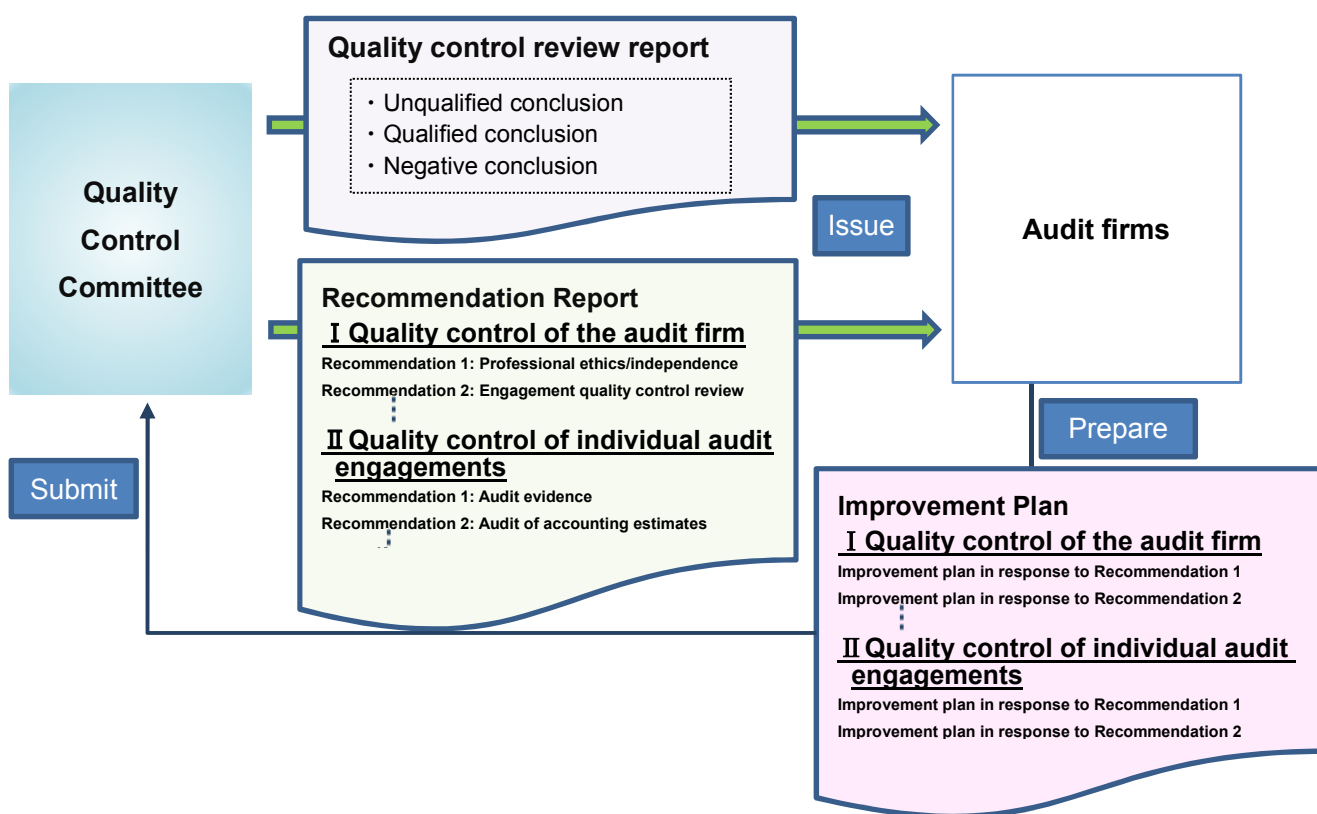 Quality
Control
Committee
Quality control review report
・Unqualified conclusion
・Qualified conclusion
・Negative conclusion
Issue
Audit firms
Recommendation Report
Ⅰ Quality control of the audit firm
Recommendation 1: Professional ethics/independence
Recommendation 2: Engagement quality control review
Ⅱ Quality control of individual audit
engagements
Recommendation 1: Audit evidence
Recommendation 2: Audit of accounting estimates
Prepare
Submit
Improvement Plan
Ⅰ Quality control of the audit firm
Improvement plan in response to Recommendation 1
Improvement plan in response to Recommendation 2
Ⅱ Quality control of individual audit
engagements
Improvement plan in response to Recommendation 1
Improvement plan in response to Recommendation 2